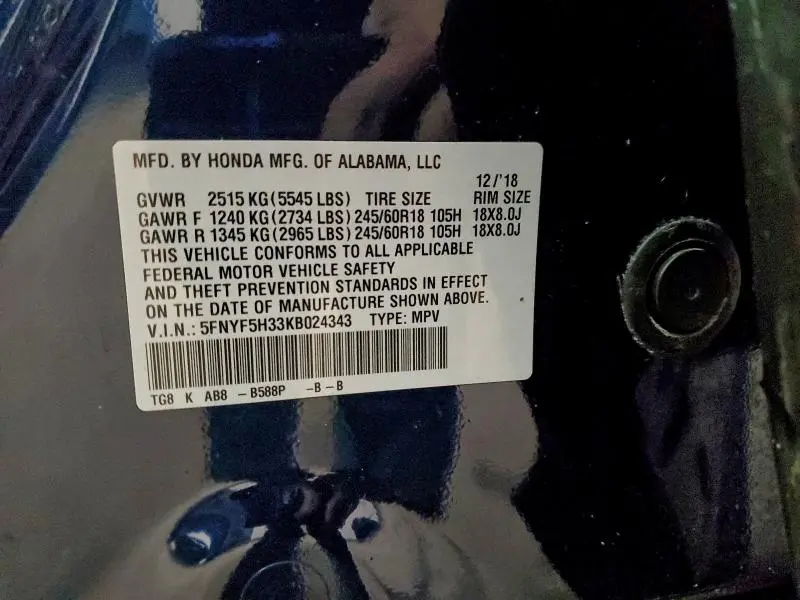 MFD. BY HONDA MFG. OF ALABAMA, LLC
12/'18
GVWR 2515 KG(5545 LBS) TIRE SIZE RIM SIZE
GAWR F 1240 KG(2734 LBS)245/60R18 105H 18X8.0J
GAWR R 1345 KG(2965 LBS)245/60R18 105H 18X8.0J
THIS VEHICLE CONFORMS TO ALL APPLICABLE
FEDERAL MOTOR VEHICLE SAFETY
AND THEFT PREVENTION STANDARDS IN EFFECT
ON THE DATE OF MANUFACTURE SHOWN ABOVE.
V.I.N.: 5FNYF5H33KB024343 TYPE: MPV
TG8 K AB8 -B588P -B-B